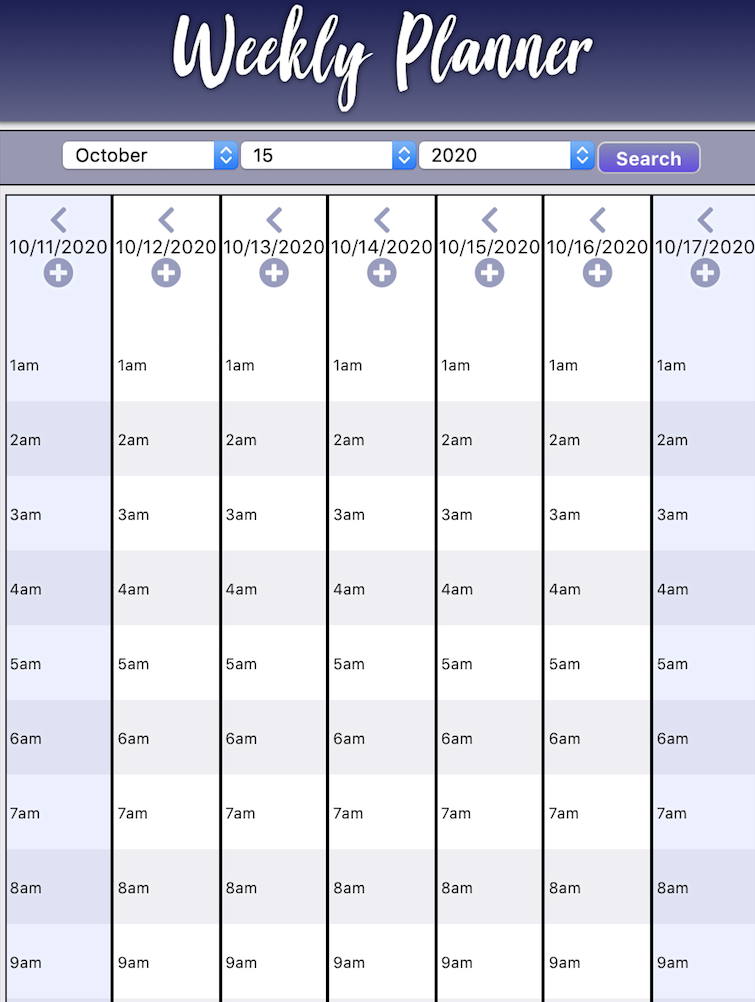 Weekly Planner
October 15 2020 Search
10/11/2020 10/12/2020 10/13/2020 10/14/2020 10/15/2020 10/16/2020 10/17/2020
1am 1am 1am 1am 1am 1am 1am
2am 2am 2am 2am 2am 2am 2am
3am 3am 3am 3am 3am 3am 3am
4am 4am 4am 4am 4am 4am 4am
5am 5am 5am 5am 5am 5am 5am
6am 6am 6am 6am 6am 6am 6am
7am 7am 7am 7am 7am 7am 7am
8am 8am 8am 8am 8am 8am 8am
9am 9am 9am 9am 9am 9am 9am